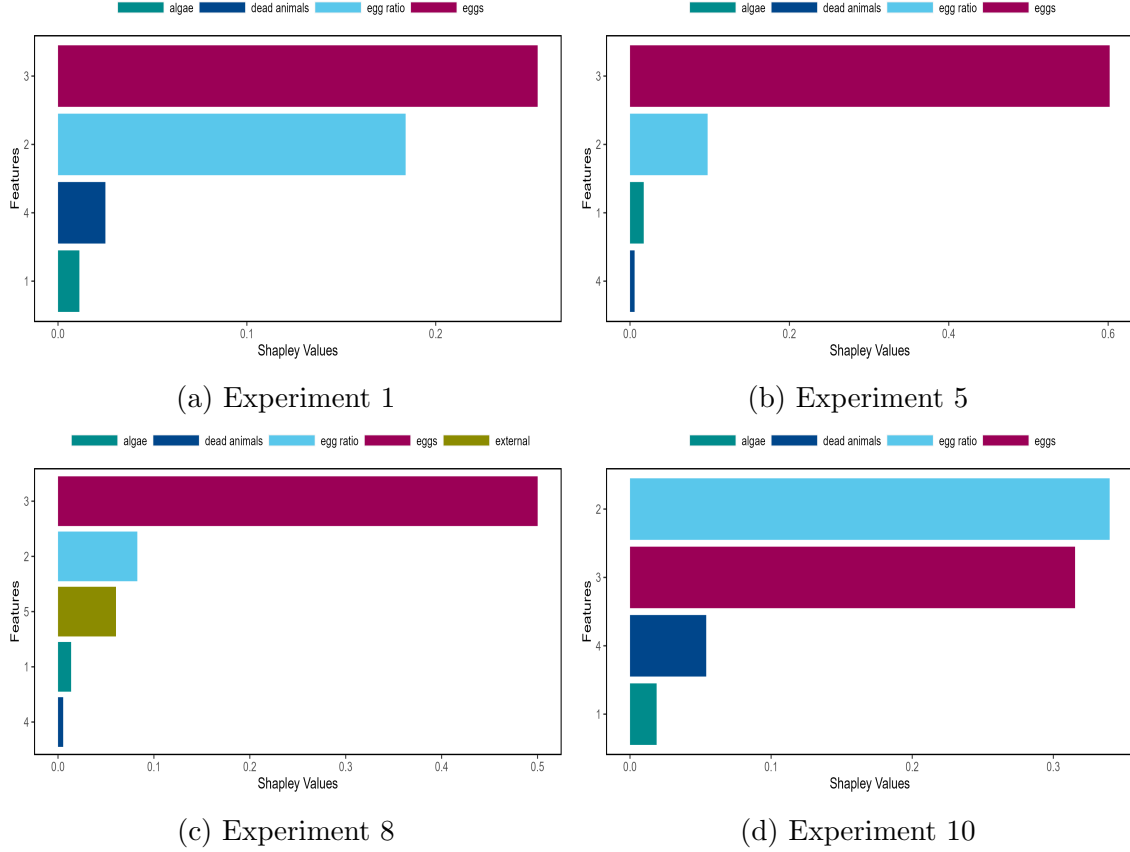 algae dead animals egg ratio eggs
Features
3
2
4
1
0.0 0.1 0.2
Shapley Values
(a) Experiment 1
algae dead animals egg ratio eggs
Features
3
2
1
4
0.0 0.2 0.4 0.6
Shapley Values
(b) Experiment 5
algae dead animals egg ratio eggs external
Features
3
2
5
1
4
0.0 0.1 0.2 0.3 0.4 0.5
Shapley Values
(c) Experiment 8
algae dead animals egg ratio eggs
Features
2
3
4
1
0.0 0.1 0.2 0.3
Shapley Values
(d) Experiment 10